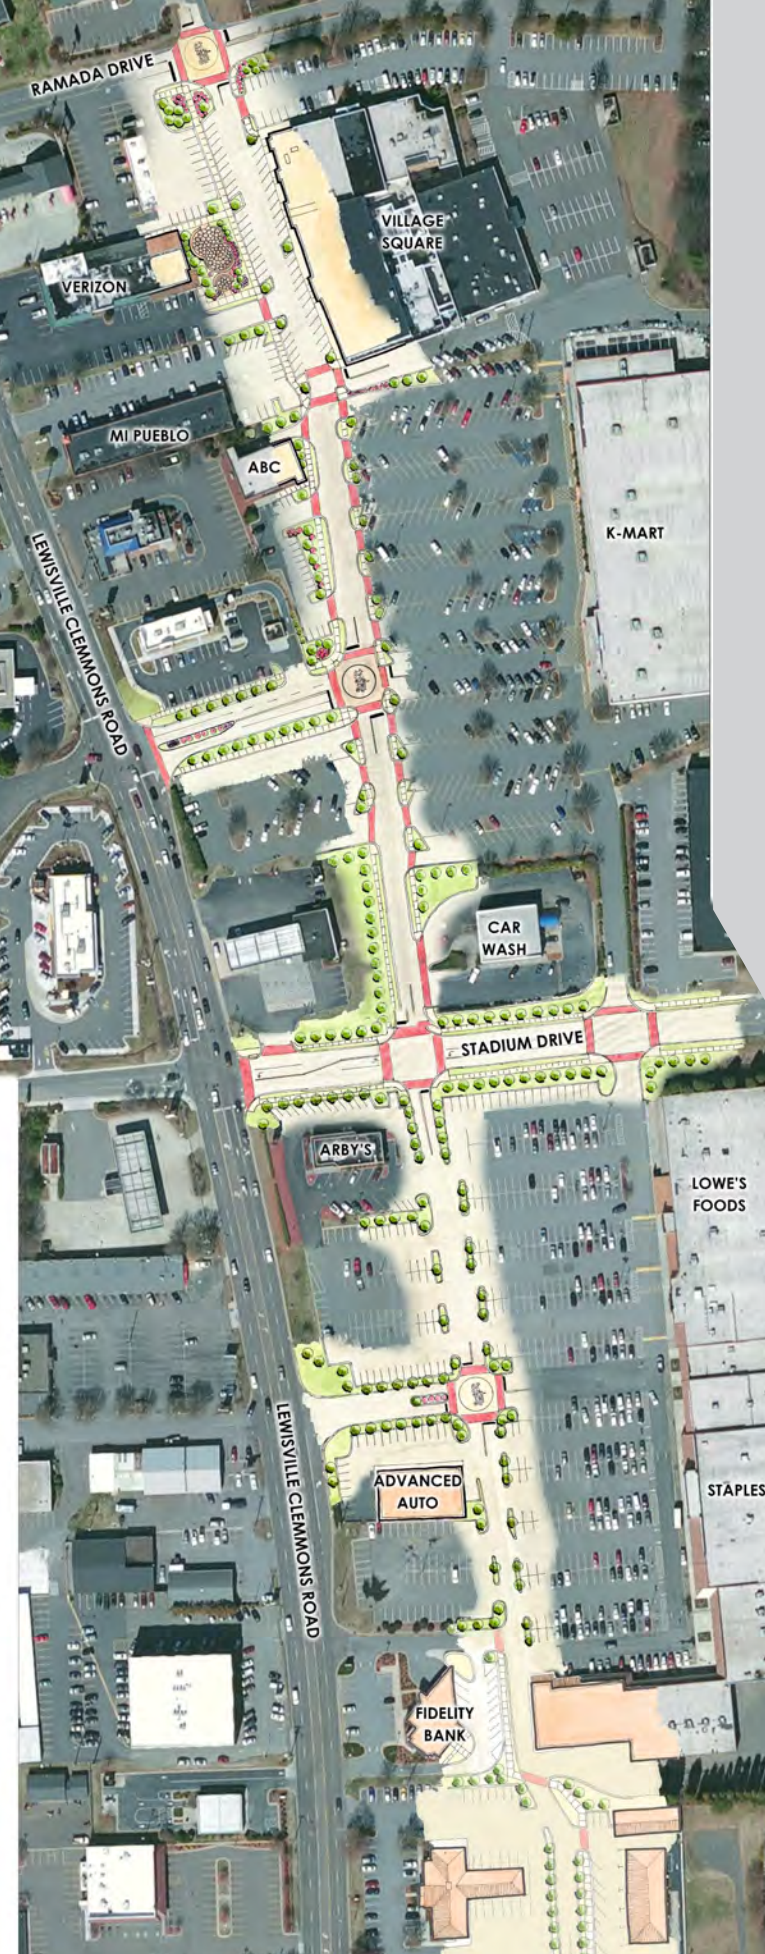 RAMADA DRIVE
VILLAGE
SQUARE
VERIZON
MI PUEBLO
ABC
K-MART
LEWISVILLE CLEMMONS ROAD
CAR
WASH
STADIUM DRIVE
ARBY'S
LOWE'S
FOODS
LEWISVILLE CLEMMONS ROAD
ADVANCED
AUTO
STAPLES
FIDELITY
BANK